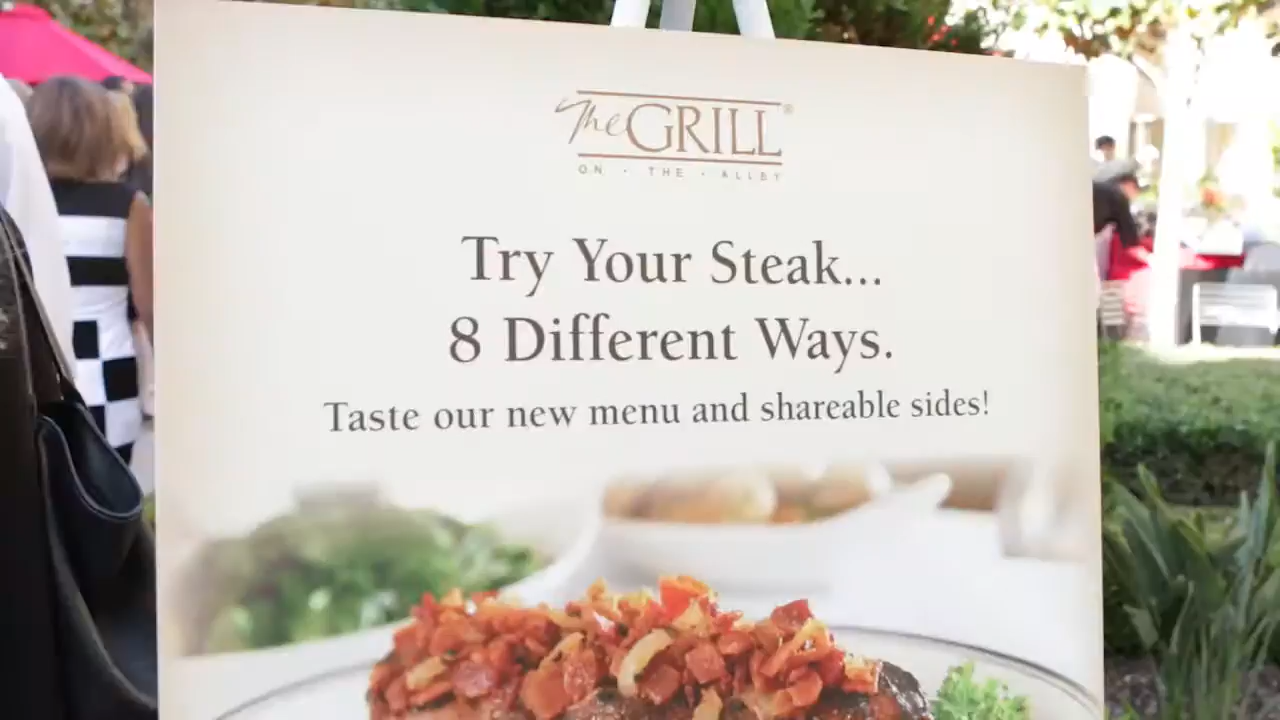 The GRILL®
ON · THE · ALLEY
Try Your Steak...
8 Different Ways.
Taste our new menu and shareable sides!